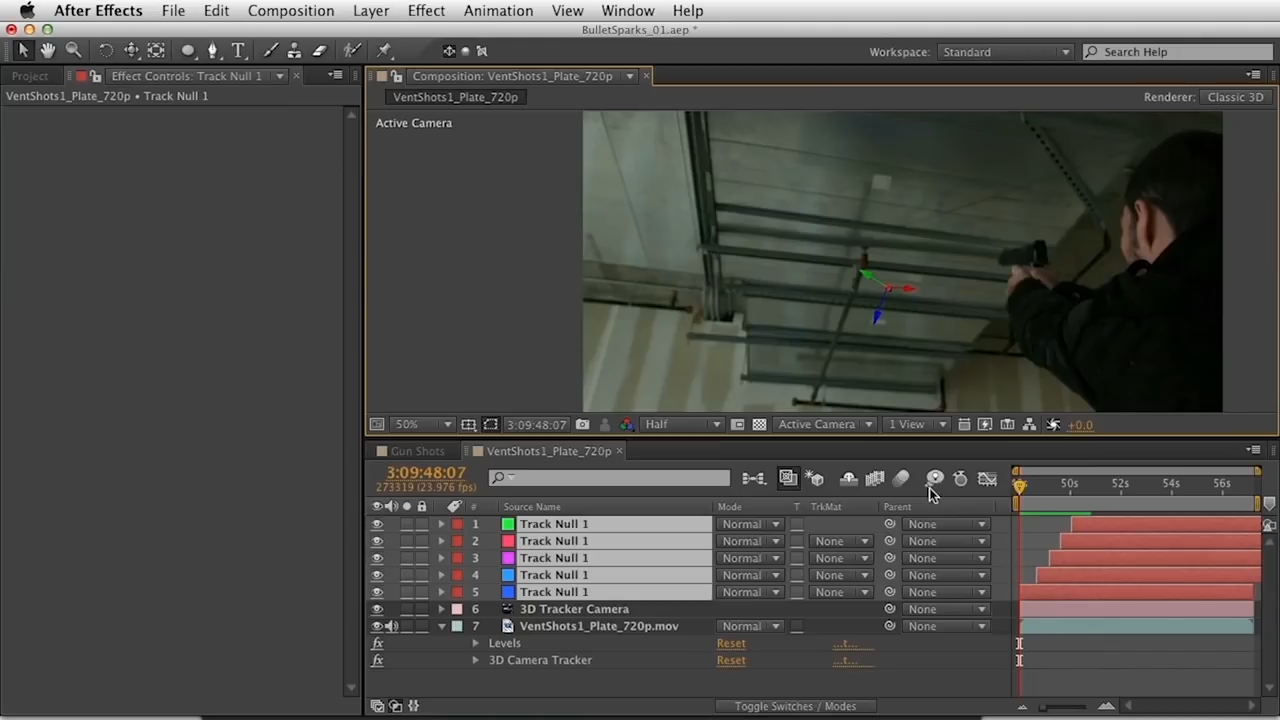 After Effects File Edit Composition Layer Effect Animation View Window Help
BulletSparks_01.aep *
Workspace: Standard Search Help
Project Effect Controls: Track Null 1 Composition: VentShots1_Plate_720p
VentShots1_Plate_720p • Track Null 1 VentShots1_Plate_720p Renderer: Classic 3D
Active Camera
50% 3:09:48:07 Half Active Camera 1 View +0.0
Gun Shots VentShots1_Plate_720p
3:09:48:07
273319 (23.976 fps) 50s 52s 54s 56s
# Source Name Mode T TrkMat Parent
1 Track Null 1 Normal None
2 Track Null 1 Normal None None
3 Track Null 1 Normal None None
4 Track Null 1 Normal None None
5 Track Null 1 Normal None None
6 3D Tracker Camera None
7 VentShots1_Plate_720p.mov Normal None
fx Levels Reset ...t...
fx 3D Camera Tracker Reset ...t...
Toggle Switches / Modes